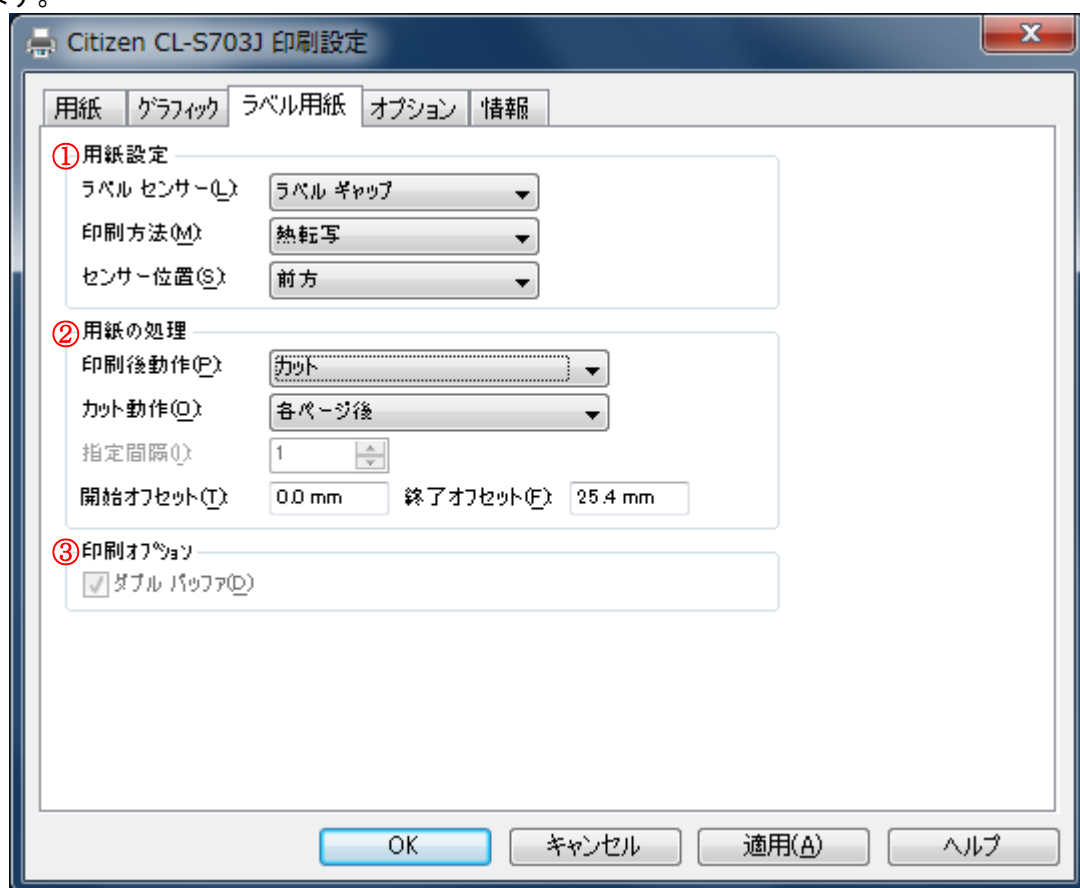 ます。
Citizen CL-S703J 印刷設定
用紙 グラフィック ラベル用紙 オプション 情報
①用紙設定
ラベル センサー(L): ラベル ギャップ
印刷方法(M): 熱転写
センサー位置(S): 前方
②用紙の処理
印刷後動作(P): カット
カット動作(O): 各ページ後
指定間隔(I): 1
開始オフセット(T): 0.0 mm 終了オフセット(F): 25.4 mm
③印刷オプション
ダブル バッファ(D)
OK キャンセル 適用(A) ヘルプ